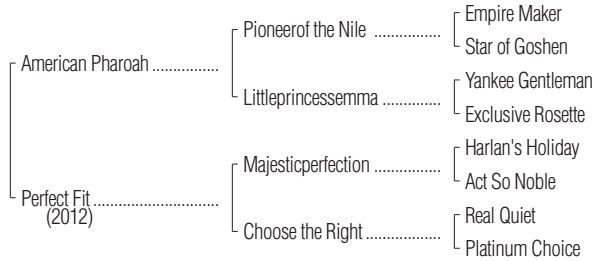 Empire Maker
Pioneerof the Nile ................
Star of Goshen
American Pharoah ................
Yankee Gentleman
Littleprincessemma ..............
Exclusive Rosette
Harlan's Holiday
Majesticperfection ................
Act So Noble
Perfect Fit ..............................
(2012)
Real Quiet
Choose the Right ..................
Platinum Choice